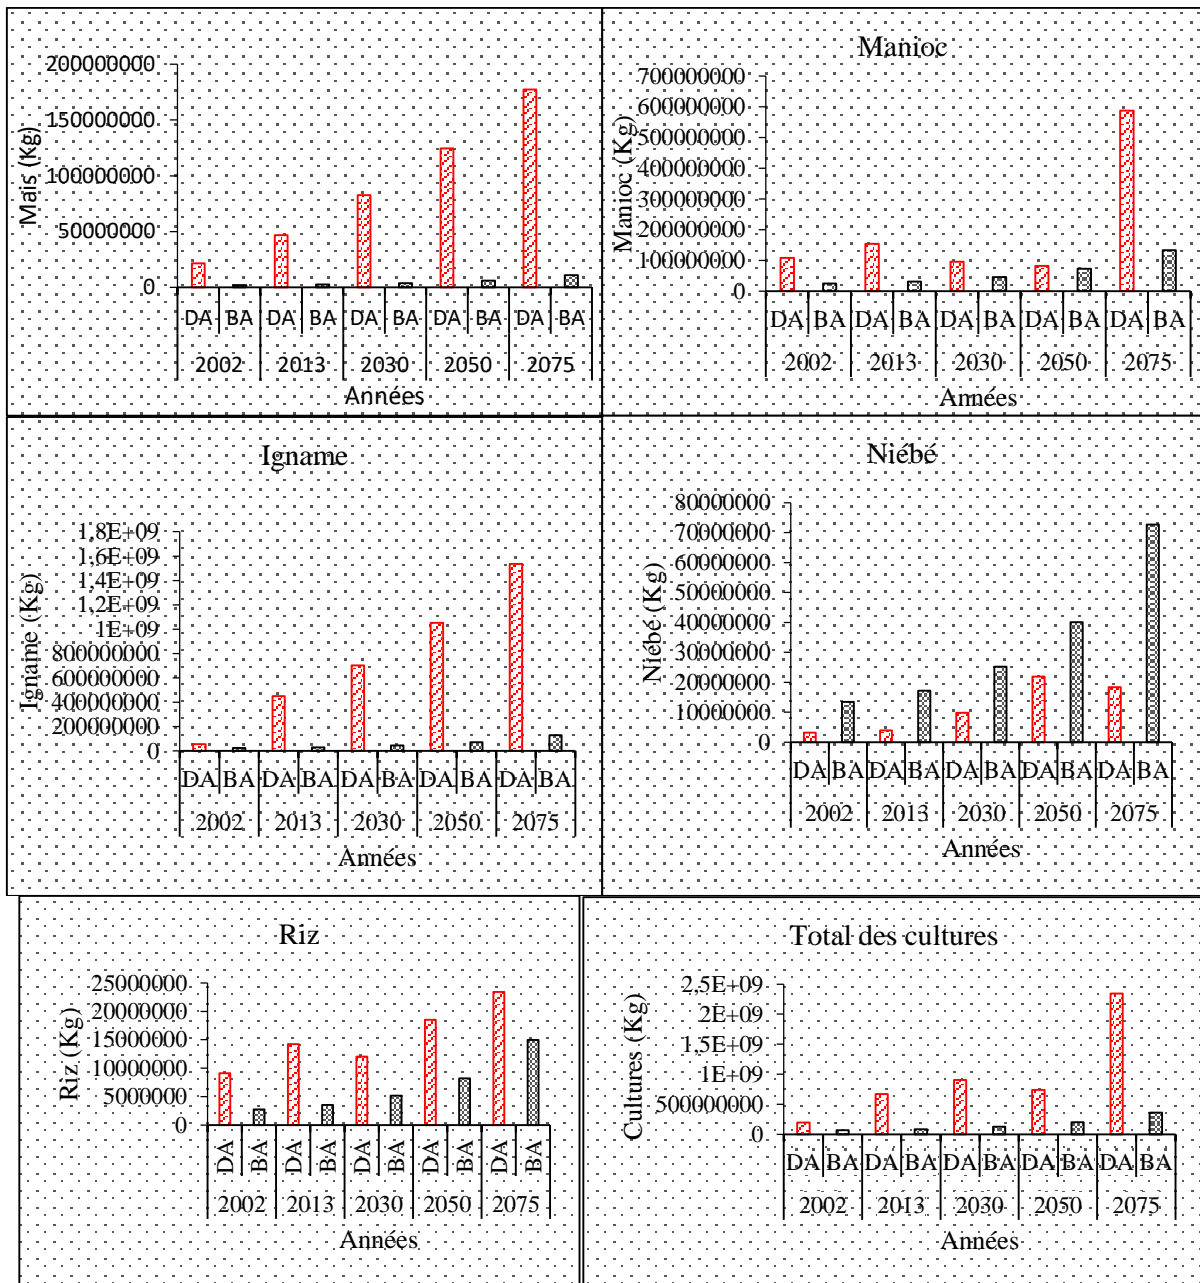 200000000
150000000
100000000
50000000
0
Mais (Kg)
DA BA DA BA DA BA DA BA DA BA
2002 2013 2030 2050 2075
Années
Manioc
700000000
600000000
500000000
400000000
300000000
200000000
100000000
0
Manioc (Kg)
DA BA DA BA DA BA DA BA DA BA
2002 2013 2030 2050 2075
Années
Igname
1,8E+09
1,6E+09
1,4E+09
1,2E+09
1E+09
800000000
600000000
400000000
200000000
0
Igname (Kg)
DA BA DA BA DA BA DA BA DA BA
2002 2013 2030 2050 2075
Années
Niébé
80000000
70000000
60000000
50000000
40000000
30000000
20000000
10000000
0
Niébé (Kg)
DA BA DA BA DA BA DA BA DA BA
2002 2013 2030 2050 2075
Années
Riz
25000000
20000000
15000000
10000000
5000000
0
Riz (Kg)
DA BA DA BA DA BA DA BA DA BA
2002 2013 2030 2050 2075
Années
Total des cultures
2,5E+09
2E+09
1,5E+09
1E+09
500000000
0
Cultures (Kg)
DA BA DA BA DA BA DA BA DA BA
2002 2013 2030 2050 2075
Années